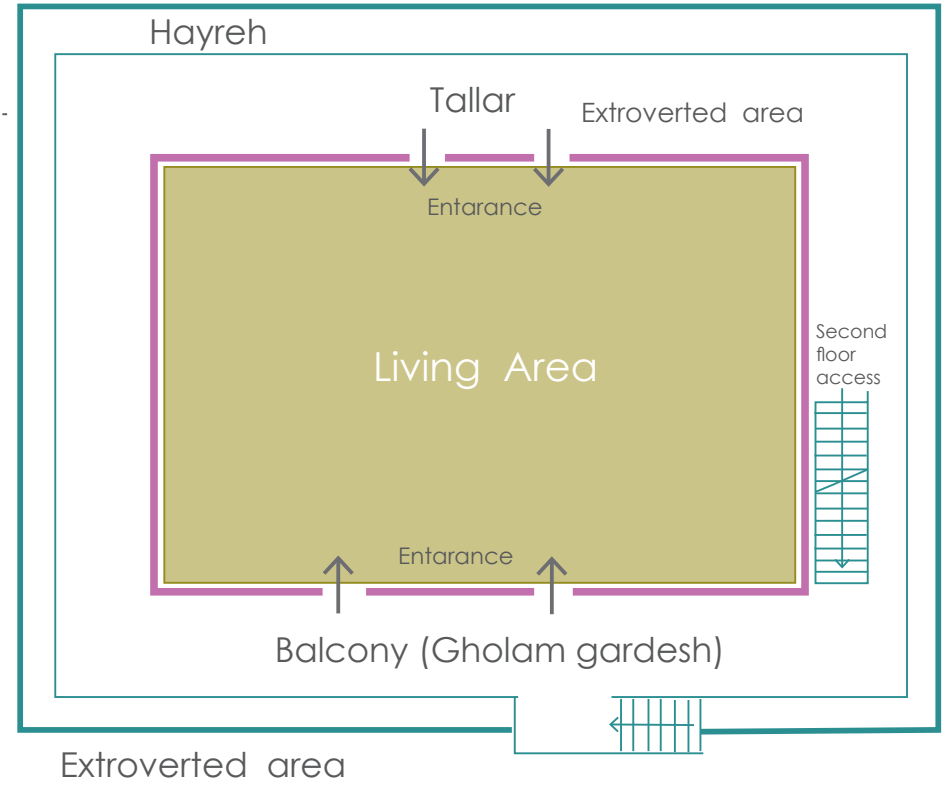 Hayreh
Tallar
Extroverted area
-
Entarance
Living Area
Second
floor
access
Entarance
Balcony (Gholam gardesh)
Extroverted area